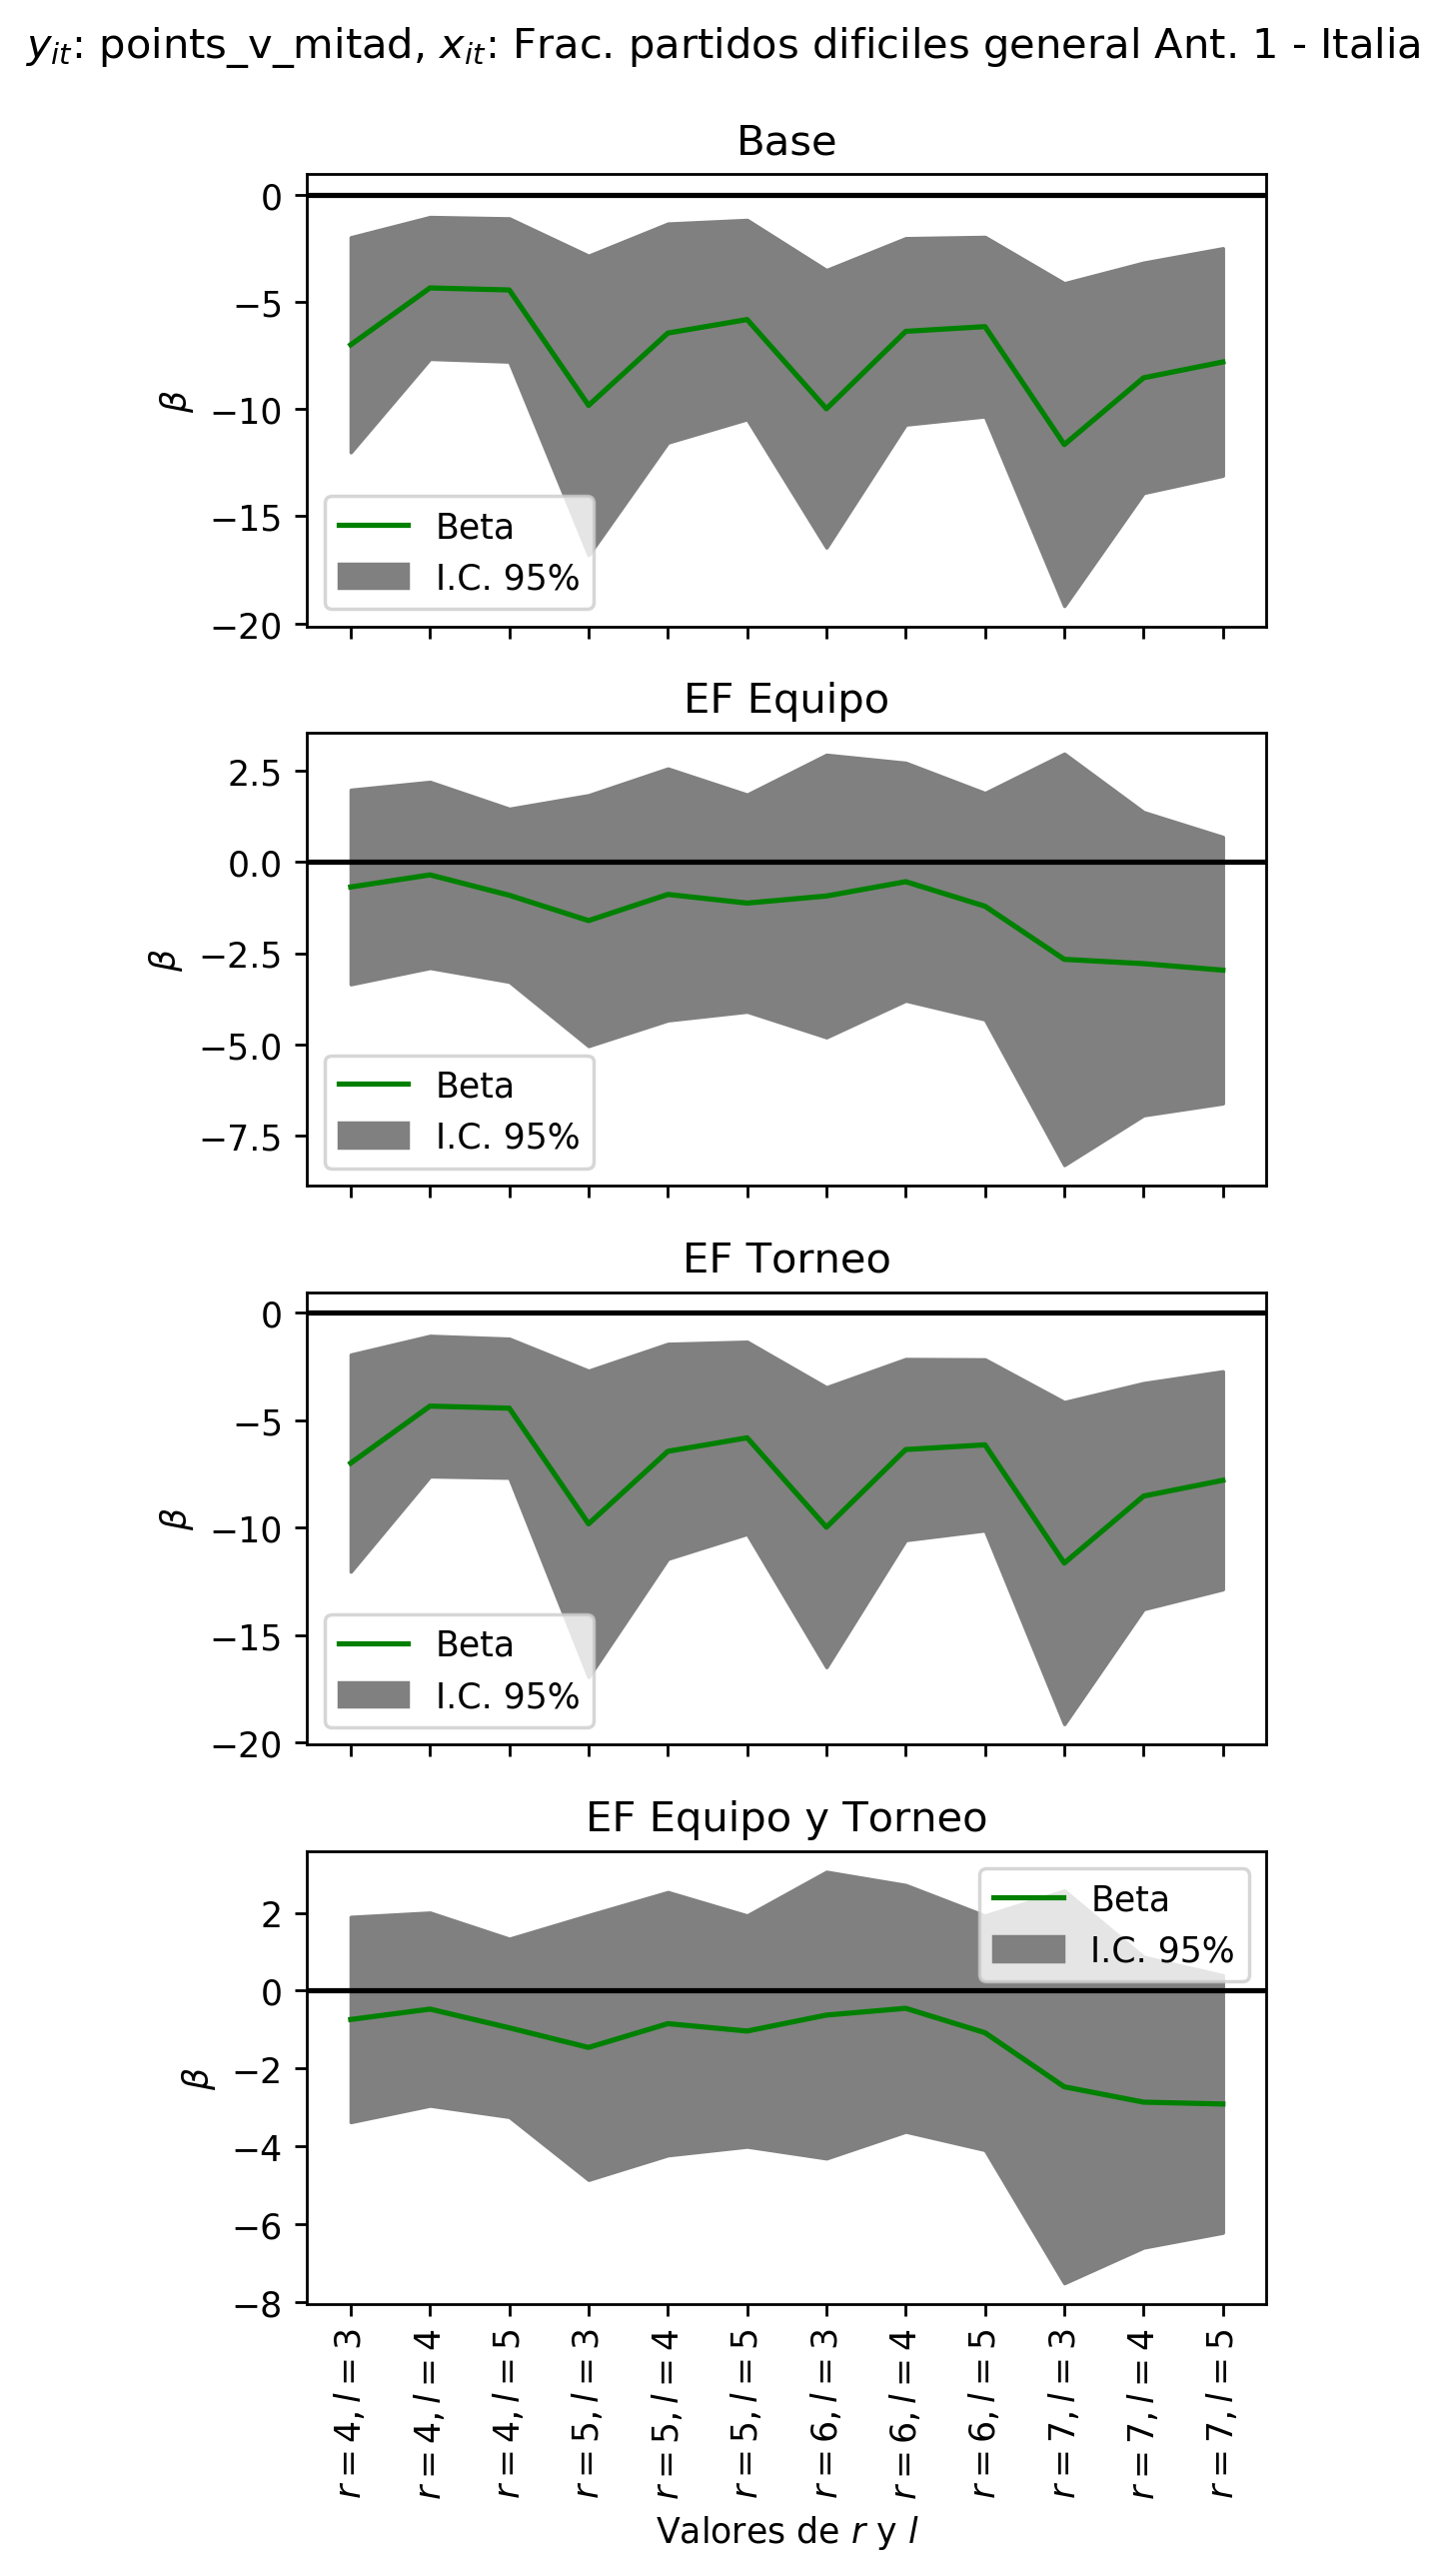 y_it: points_v_mitad, x_it: Frac. partidos dificiles general Ant. 1 - Italia
Base
0
−5
−10
−15
−20
β
Beta
I.C. 95%
EF Equipo
2.5
0.0
−2.5
−5.0
−7.5
β
Beta
I.C. 95%
EF Torneo
0
−5
−10
−15
−20
β
Beta
I.C. 95%
EF Equipo y Torneo
2
0
−2
−4
−6
−8
β
Beta
I.C. 95%
r = 4, l = 3
r = 4, l = 4
r = 4, l = 5
r = 5, l = 3
r = 5, l = 4
r = 5, l = 5
r = 6, l = 3
r = 6, l = 4
r = 6, l = 5
r = 7, l = 3
r = 7, l = 4
r = 7, l = 5
Valores de r y l